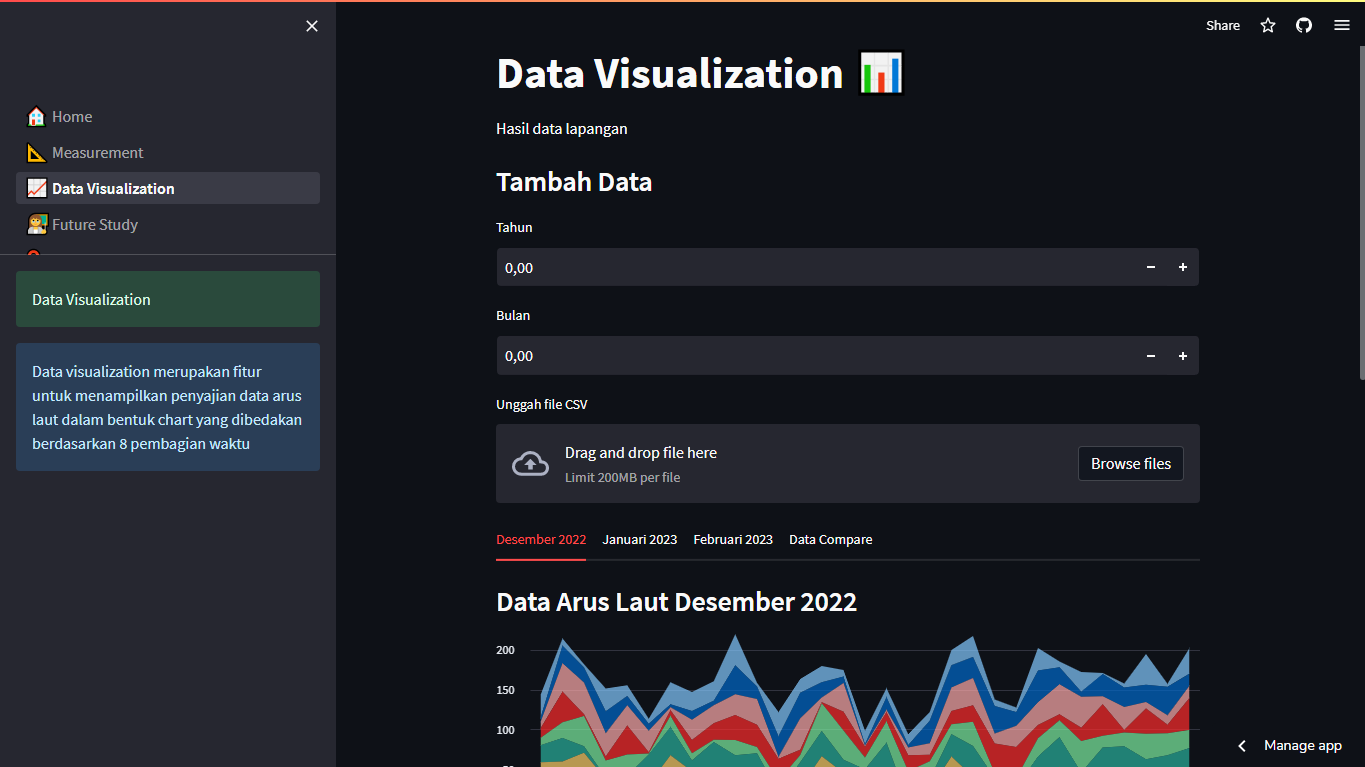 Share
Home
Measurement
Data Visualization
Future Study
Data Visualization
Data visualization merupakan fitur
untuk menampilkan penyajian data arus
laut dalam bentuk chart yang dibedakan
berdasarkan 8 pembagian waktu
Data Visualization
Hasil data lapangan
Tambah Data
Tahun
0,00
Bulan
0,00
Unggah file CSV
Drag and drop file here
Limit 200MB per file
Browse files
Desember 2022 Januari 2023 Februari 2023 Data Compare
Data Arus Laut Desember 2022
200
150
100
Manage app